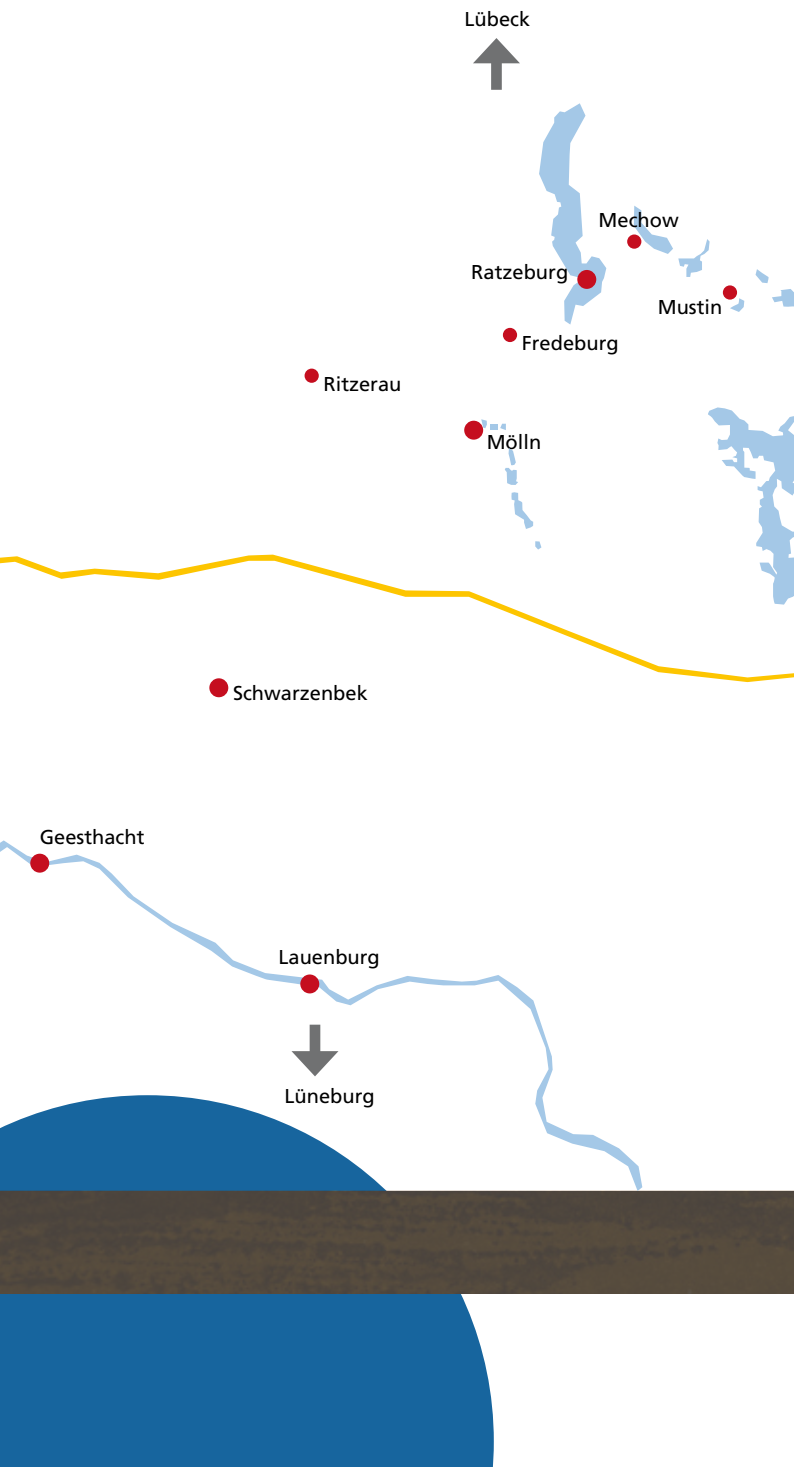 Lübeck
Mechow
Ratzeburg
Mustin
Fredeburg
Ritzerau
Mölln
Schwarzenbek
Geesthacht
Lauenburg
Lüneburg